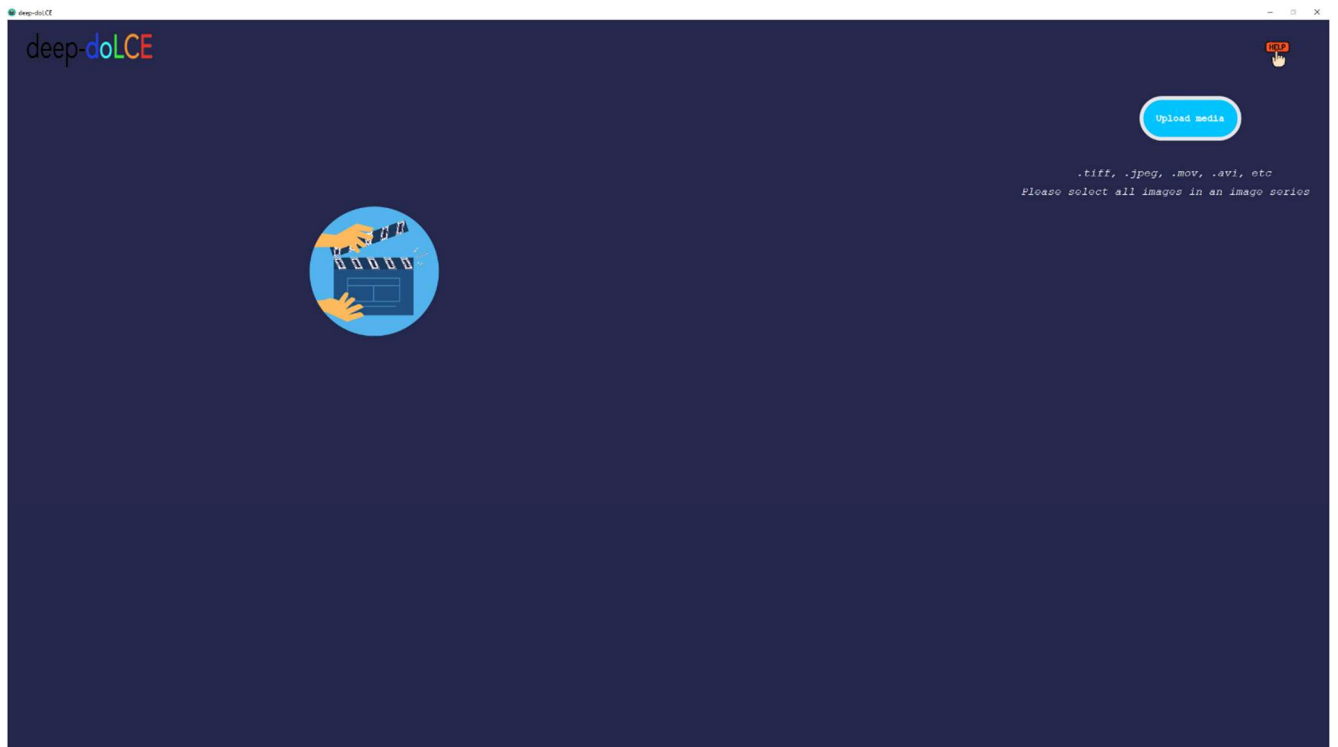 deep-doLCE
deep-doLCE
HELP
Upload media
.tiff, .jpeg, .mov, .avi, etc
Please select all images in an image series